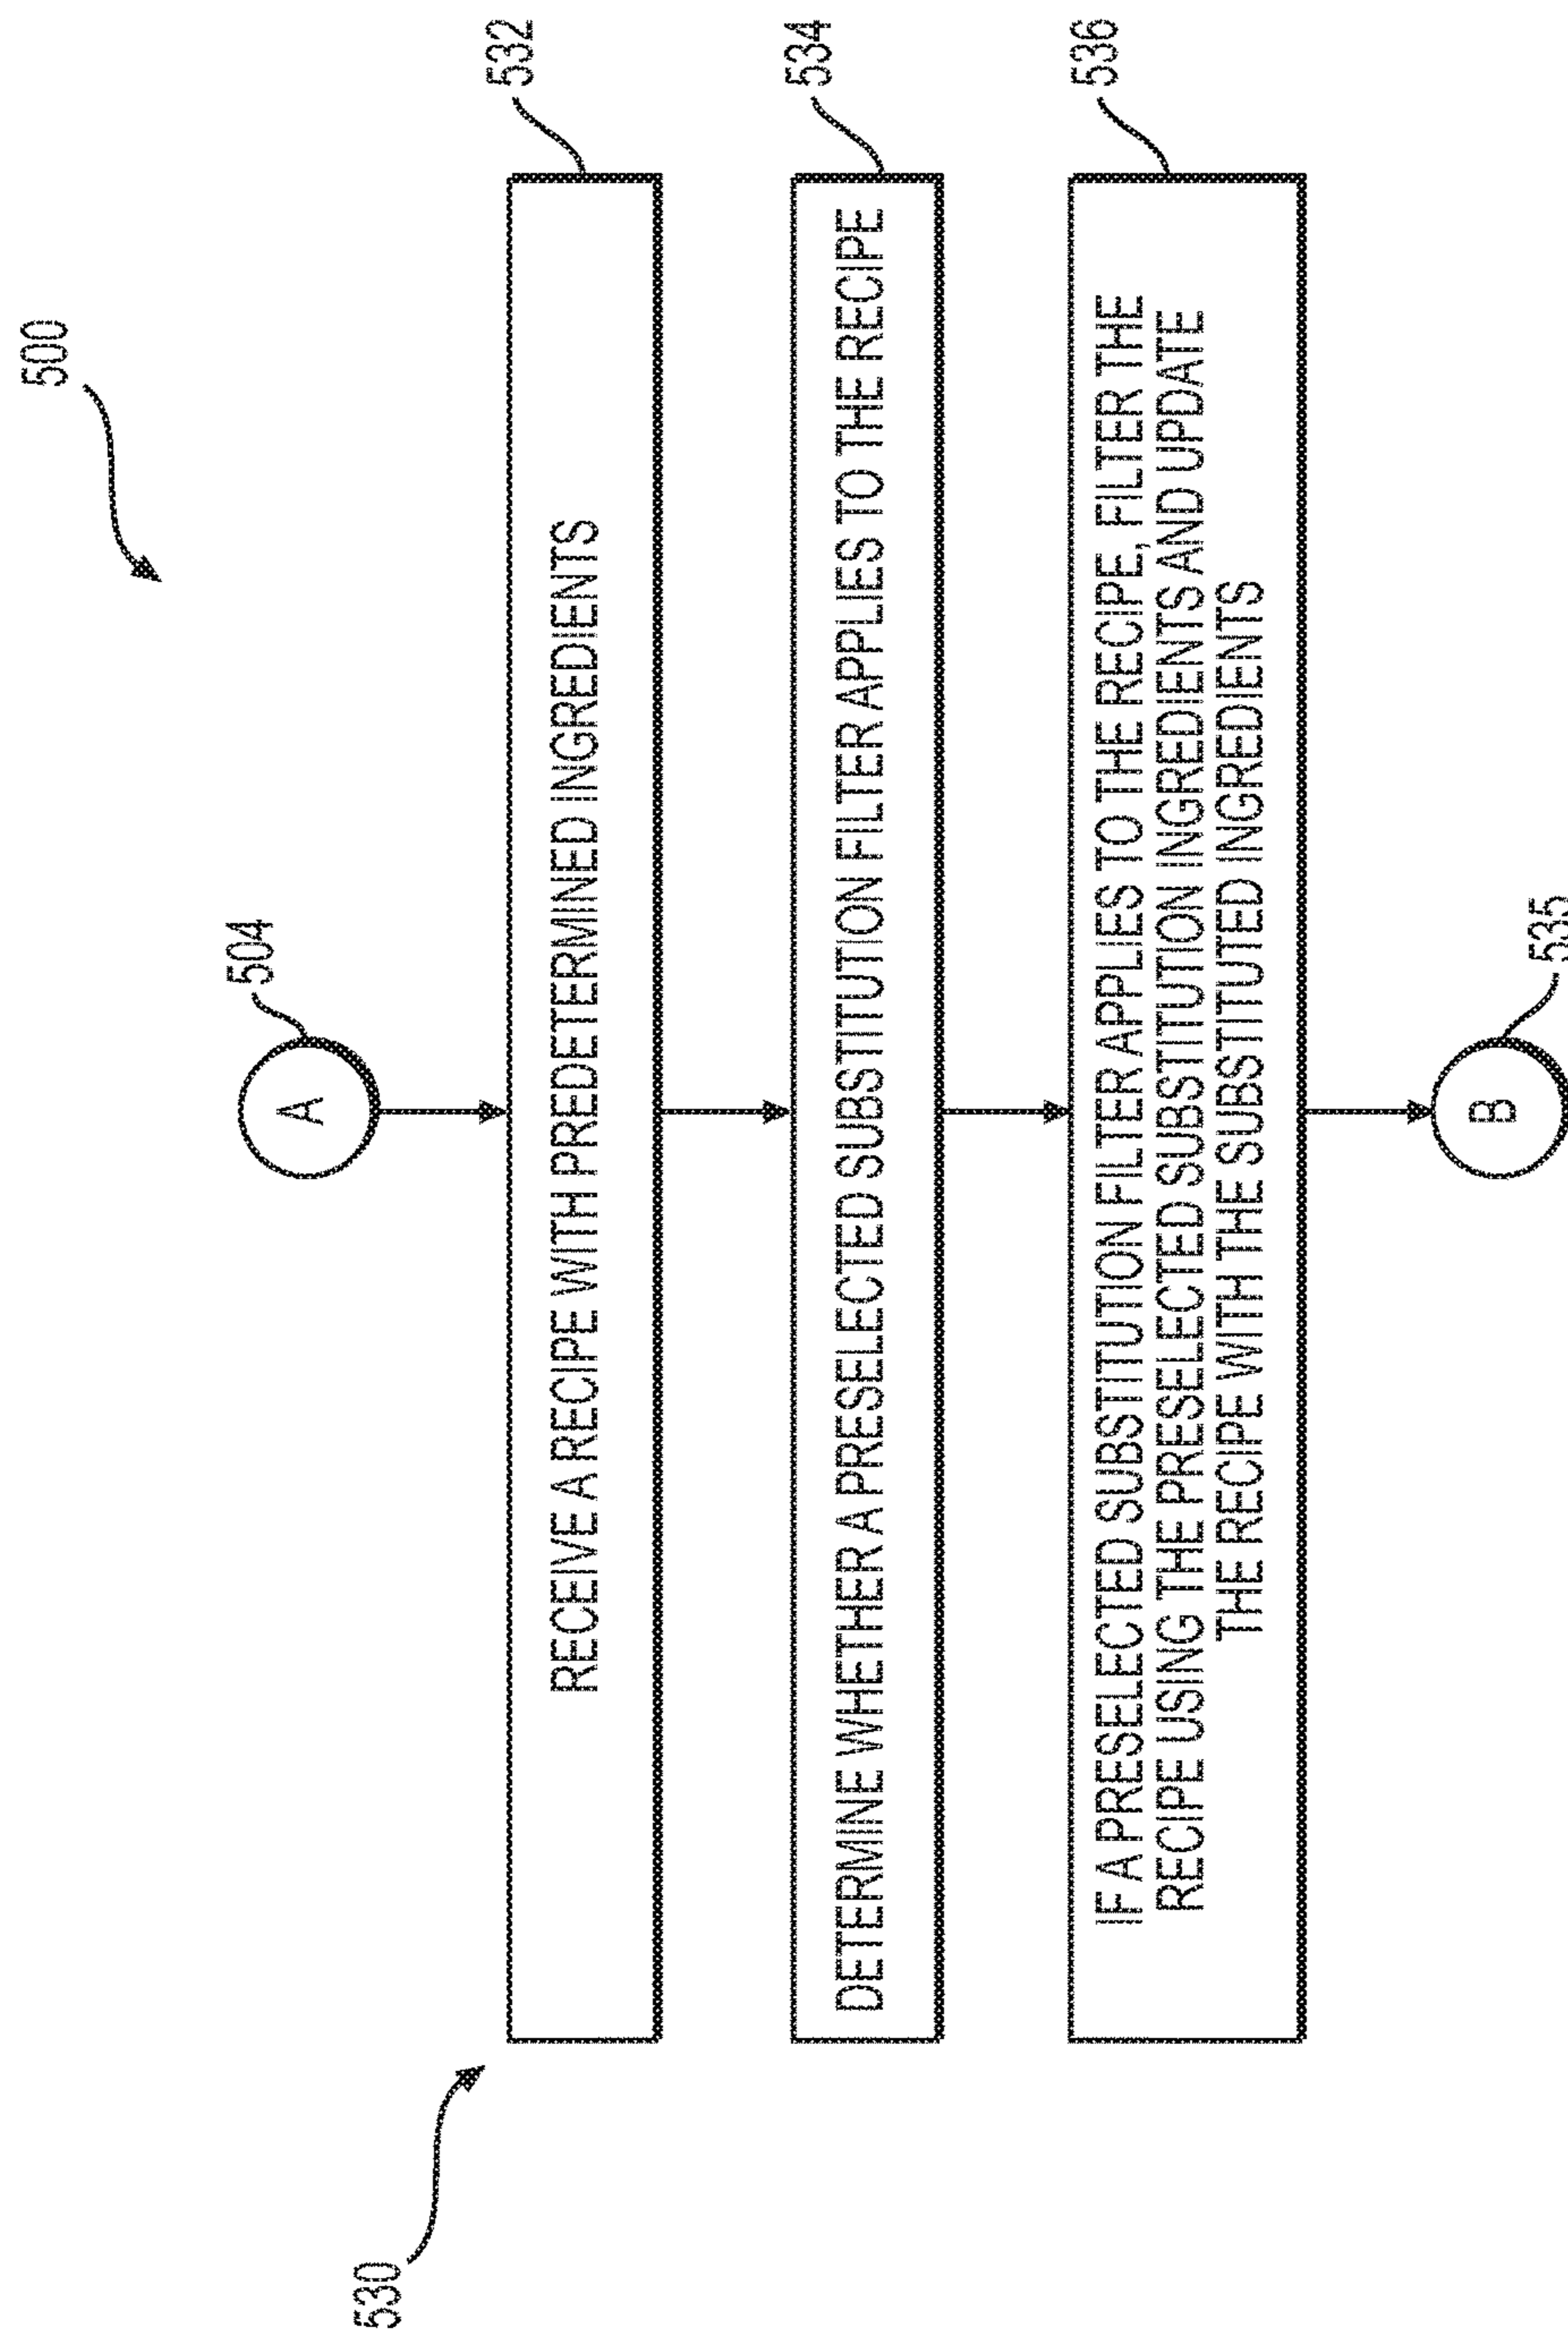 500
530
504
A
532
RECEIVE A RECIPE WITH PREDETERMINED INGREDIENTS
534
DETERMINE WHETHER A PRESELECTED SUBSTITUTION FILTER APPLIES TO THE RECIPE
536
IF A PRESELECTED SUBSTITUTION FILTER APPLIES TO THE RECIPE, FILTER THE
RECIPE USING THE PRESELECTED SUBSTITUTION INGREDIENTS AND UPDATE
THE RECIPE WITH THE SUBSTITUTED INGREDIENTS
535
B